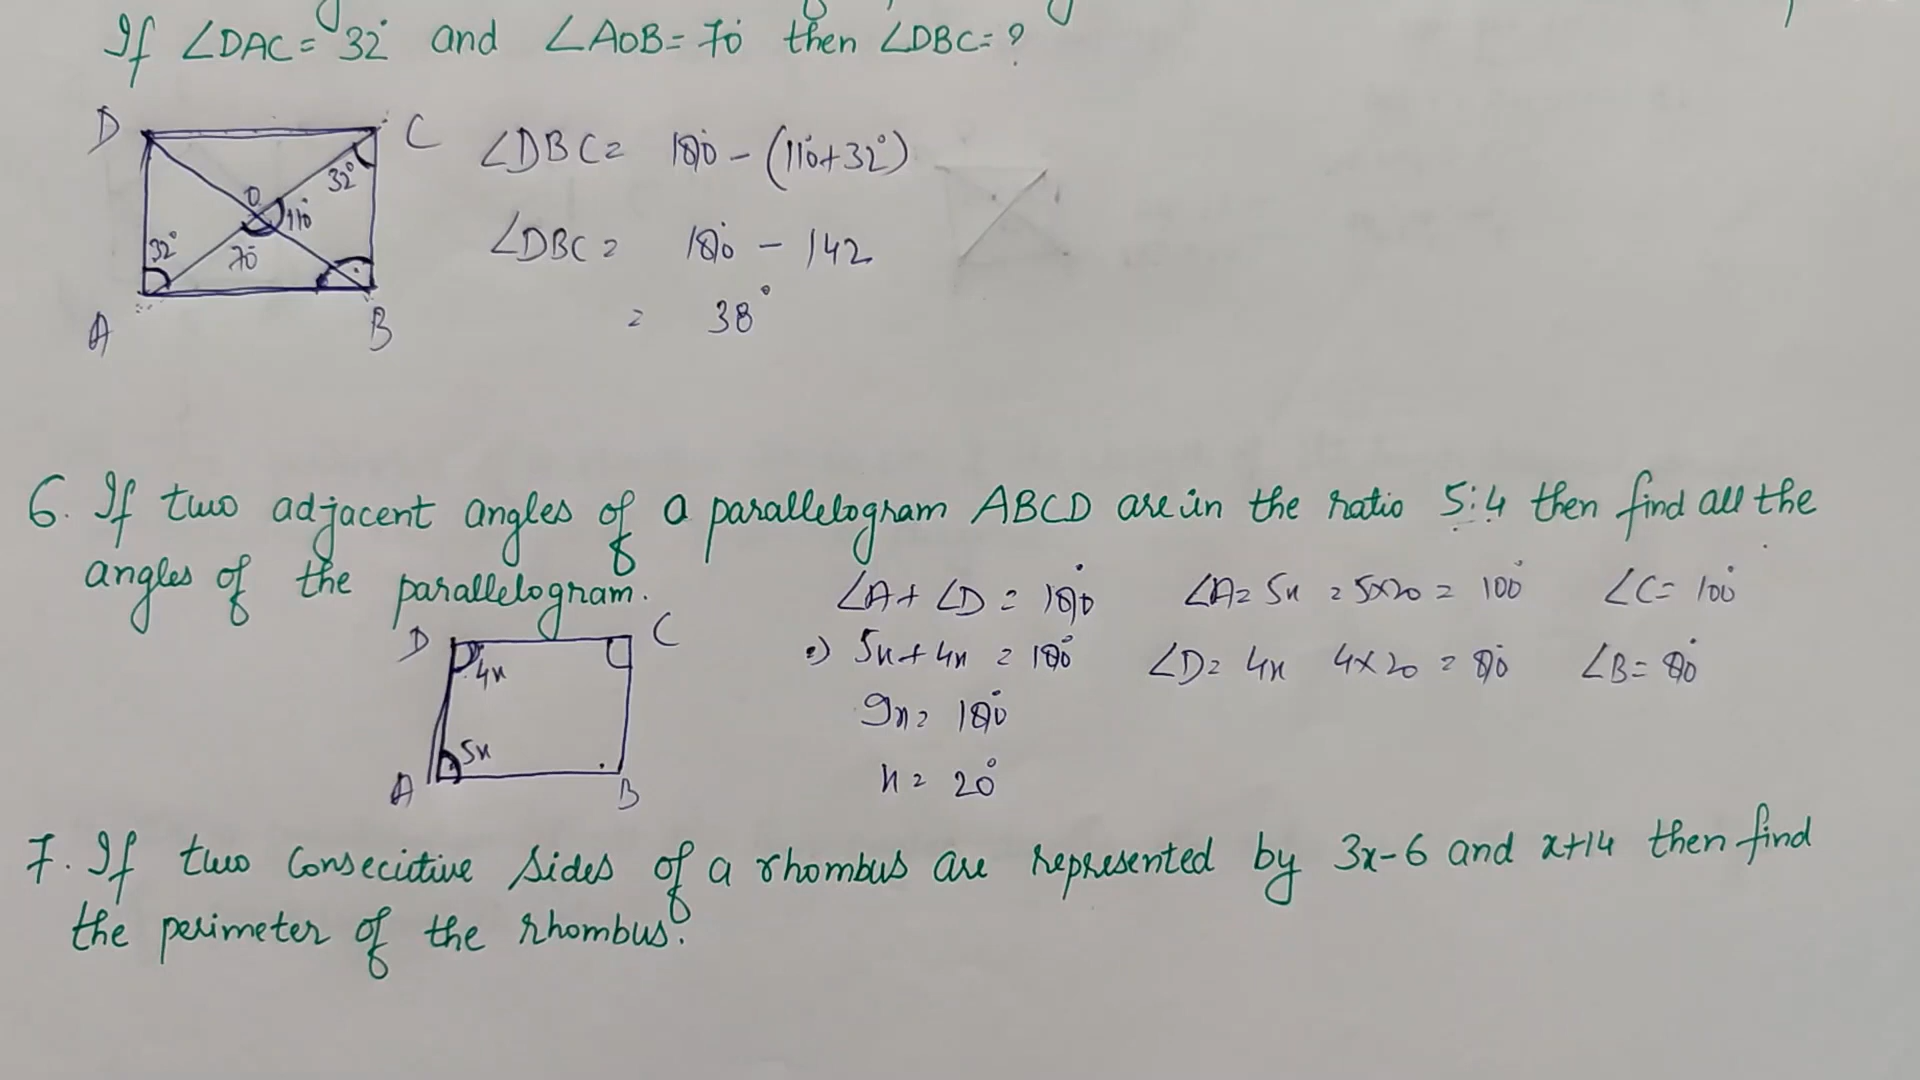 If ∠DAC= 32° and ∠AOB= 70° then ∠DBC=?
D
C
32°
O
110°
32°
70°
A
B
∠DBC= 180° - (110°+32°)
∠DBC= 180° - 142
= 38°
6. If two adjacent angles of a parallelogram ABCD are in the ratio 5:4 then find all the
angles of the parallelogram.
D
C
4x
5x
A
B
∠A+ ∠D = 180°
⇒ 5x+4x = 180°
9x= 180°
x= 20°
∠A= 5x = 5×20 = 100°
∠C= 100°
∠D= 4x 4×20 = 80°
∠B= 80°
7. If two Consecutive sides of a rhombus are represented by 3x-6 and x+14 then find
the perimeter of the rhombus?